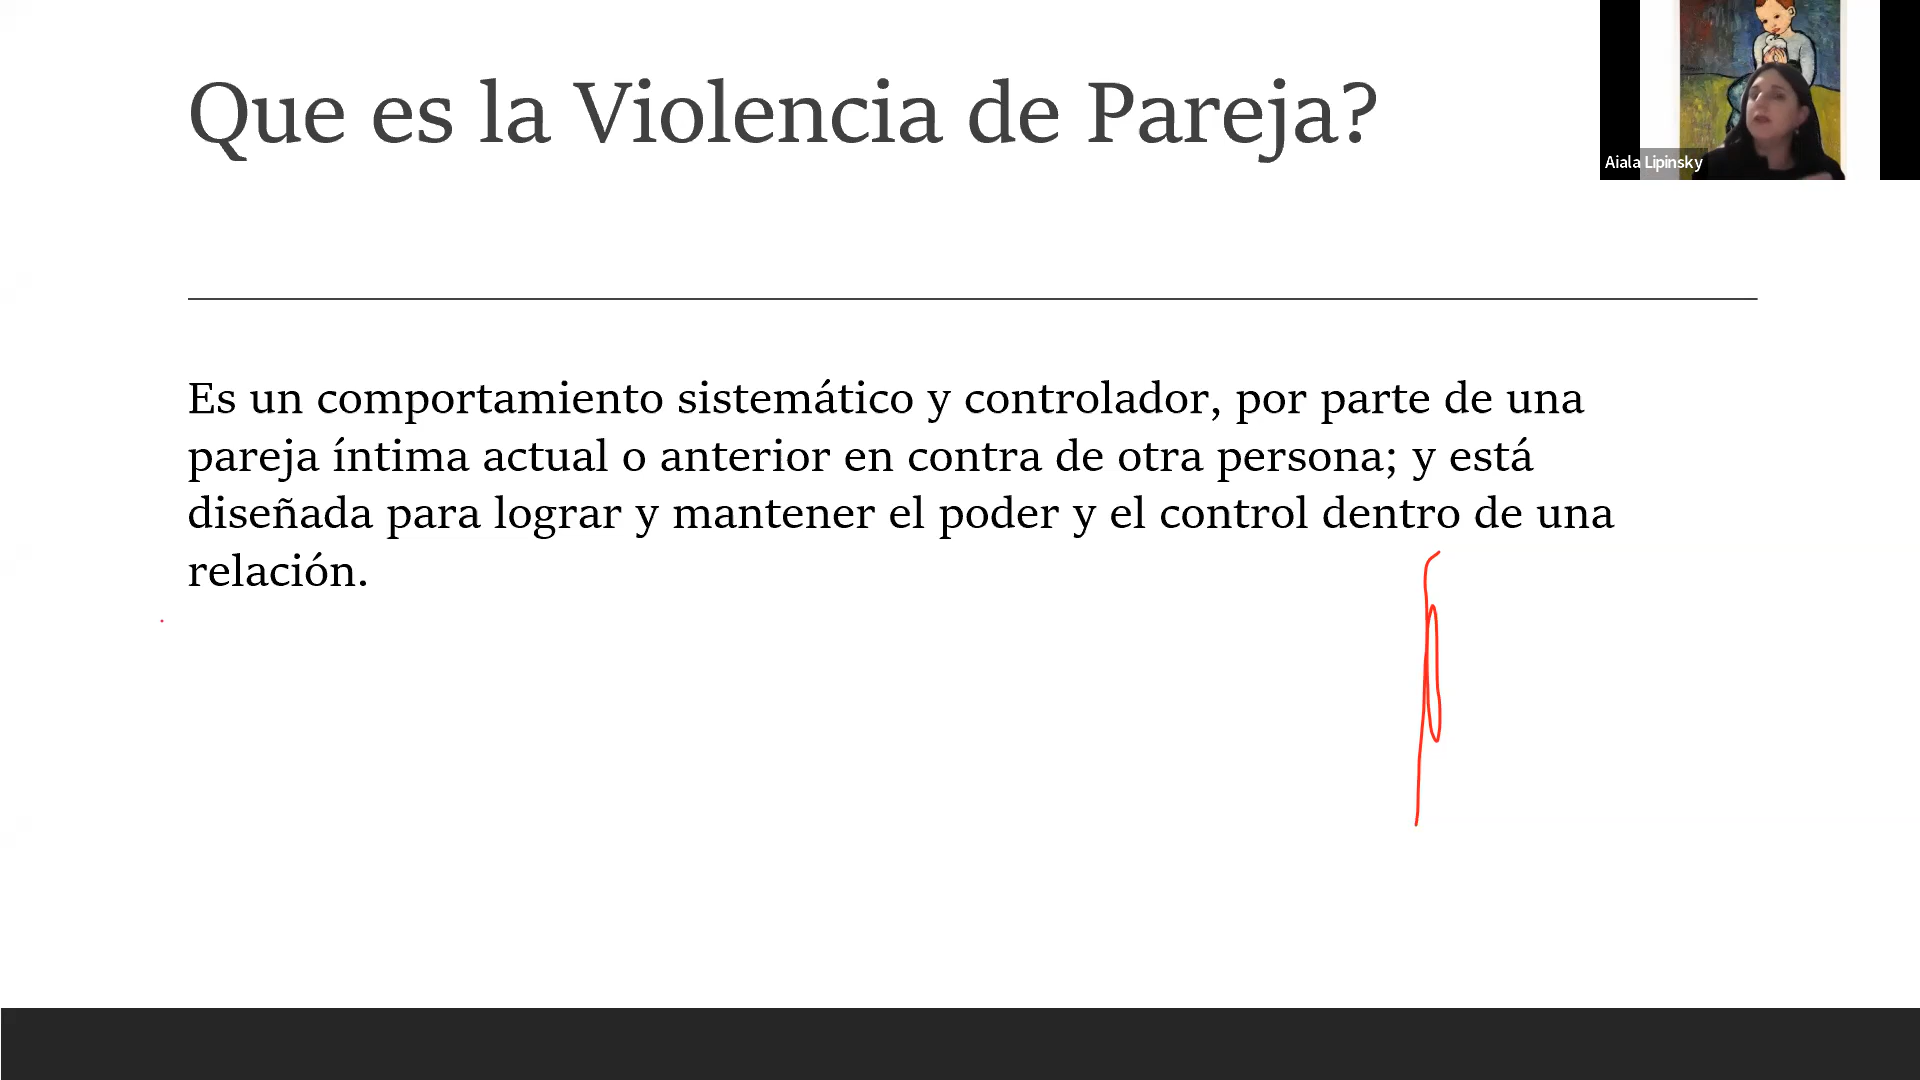 Que es la Violencia de Pareja?
Aiala Lipinsky
Es un comportamiento sistemático y controlador, por parte de una
pareja íntima actual o anterior en contra de otra persona; y está
diseñada para lograr y mantener el poder y el control dentro de una
relación.